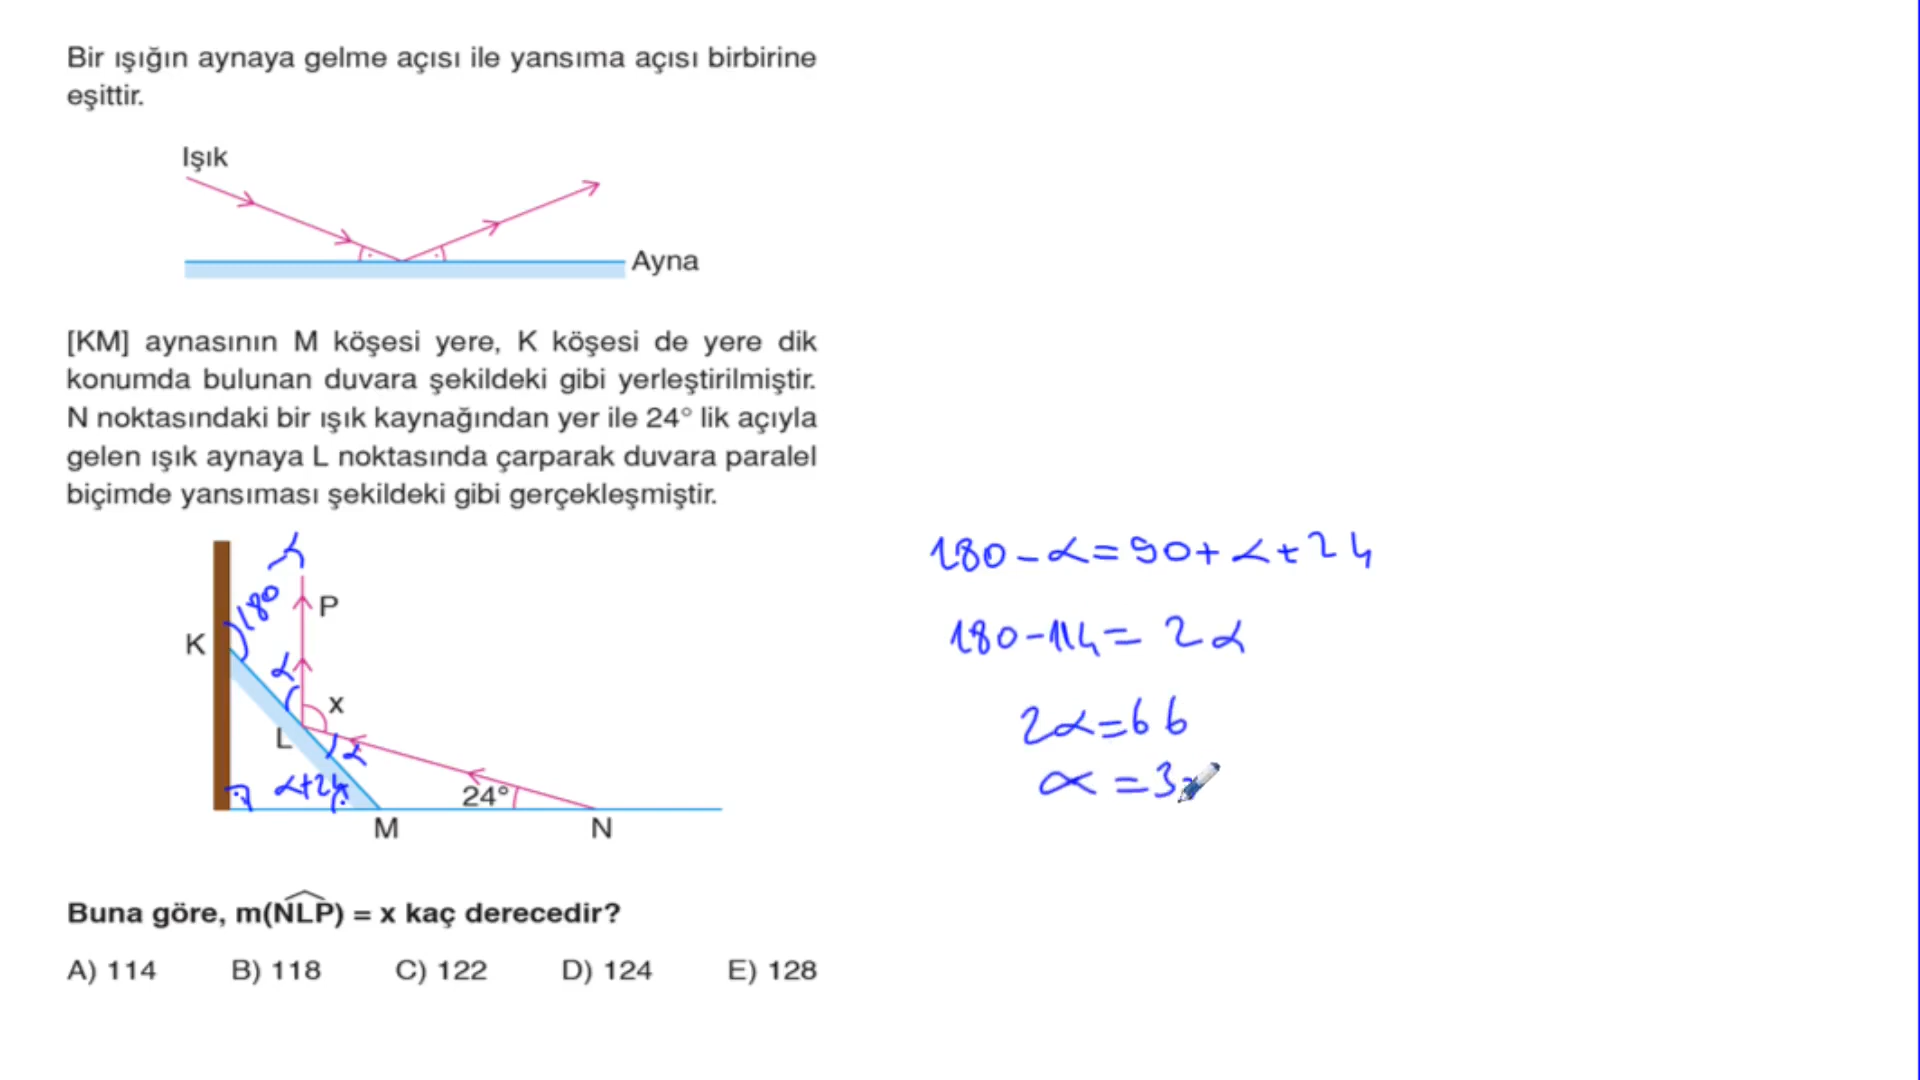 Bir ışığın aynaya gelme açısı ile yansıma açısı birbirine
eşittir.
Işık
Ayna
[KM] aynasının M köşesi yere, K köşesi de yere dik
konumda bulunan duvara şekildeki gibi yerleştirilmiştir.
N noktasındaki bir ışık kaynağından yer ile 24° lik açıyla
gelen ışık aynaya L noktasında çarparak duvara paralel
biçimde yansıması şekildeki gibi gerçekleşmiştir.
180 - α
P
K
α
x
L
α
α+24
24°
M
N
180 - α = 90 + α + 24
180 - 114 = 2α
2α = 66
α = 3
Buna göre, m(NLP) = x kaç derecedir?
A) 114 B) 118 C) 122 D) 124 E) 128